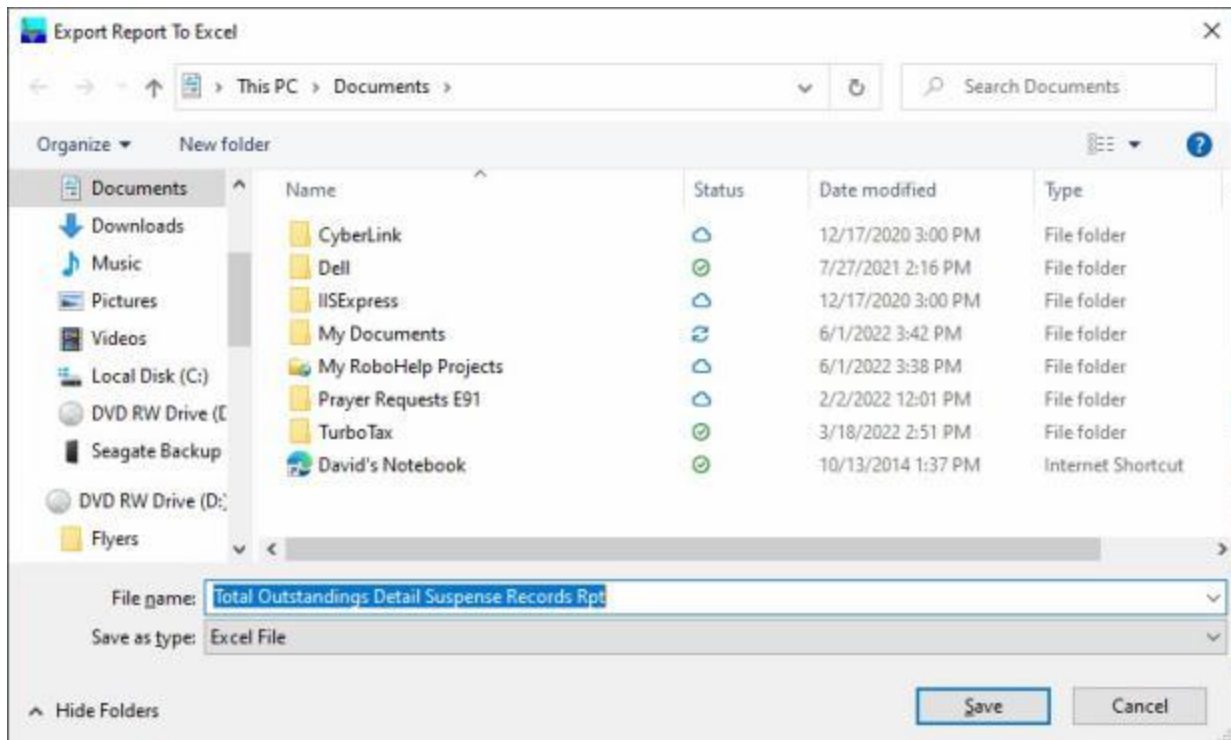 Export Report To Excel
This PC > Documents >
Search Documents
Organize
New folder
Name Status Date modified Type
Documents
Downloads
Music
Pictures
Videos
Local Disk (C:)
DVD RW Drive (D
Seagate Backup
DVD RW Drive (D:)
Flyers
CyberLink 12/17/2020 3:00 PM File folder
Dell 7/27/2021 2:16 PM File folder
IISExpress 12/17/2020 3:00 PM File folder
My Documents 6/1/2022 3:42 PM File folder
My RoboHelp Projects 6/1/2022 3:38 PM File folder
Prayer Requests E91 2/2/2022 12:01 PM File folder
TurboTax 3/18/2022 2:51 PM File folder
David's Notebook 10/13/2014 1:37 PM Internet Shortcut
File name: Total Outstandings Detail Suspense Records Rpt
Save as type: Excel File
Hide Folders
Save
Cancel